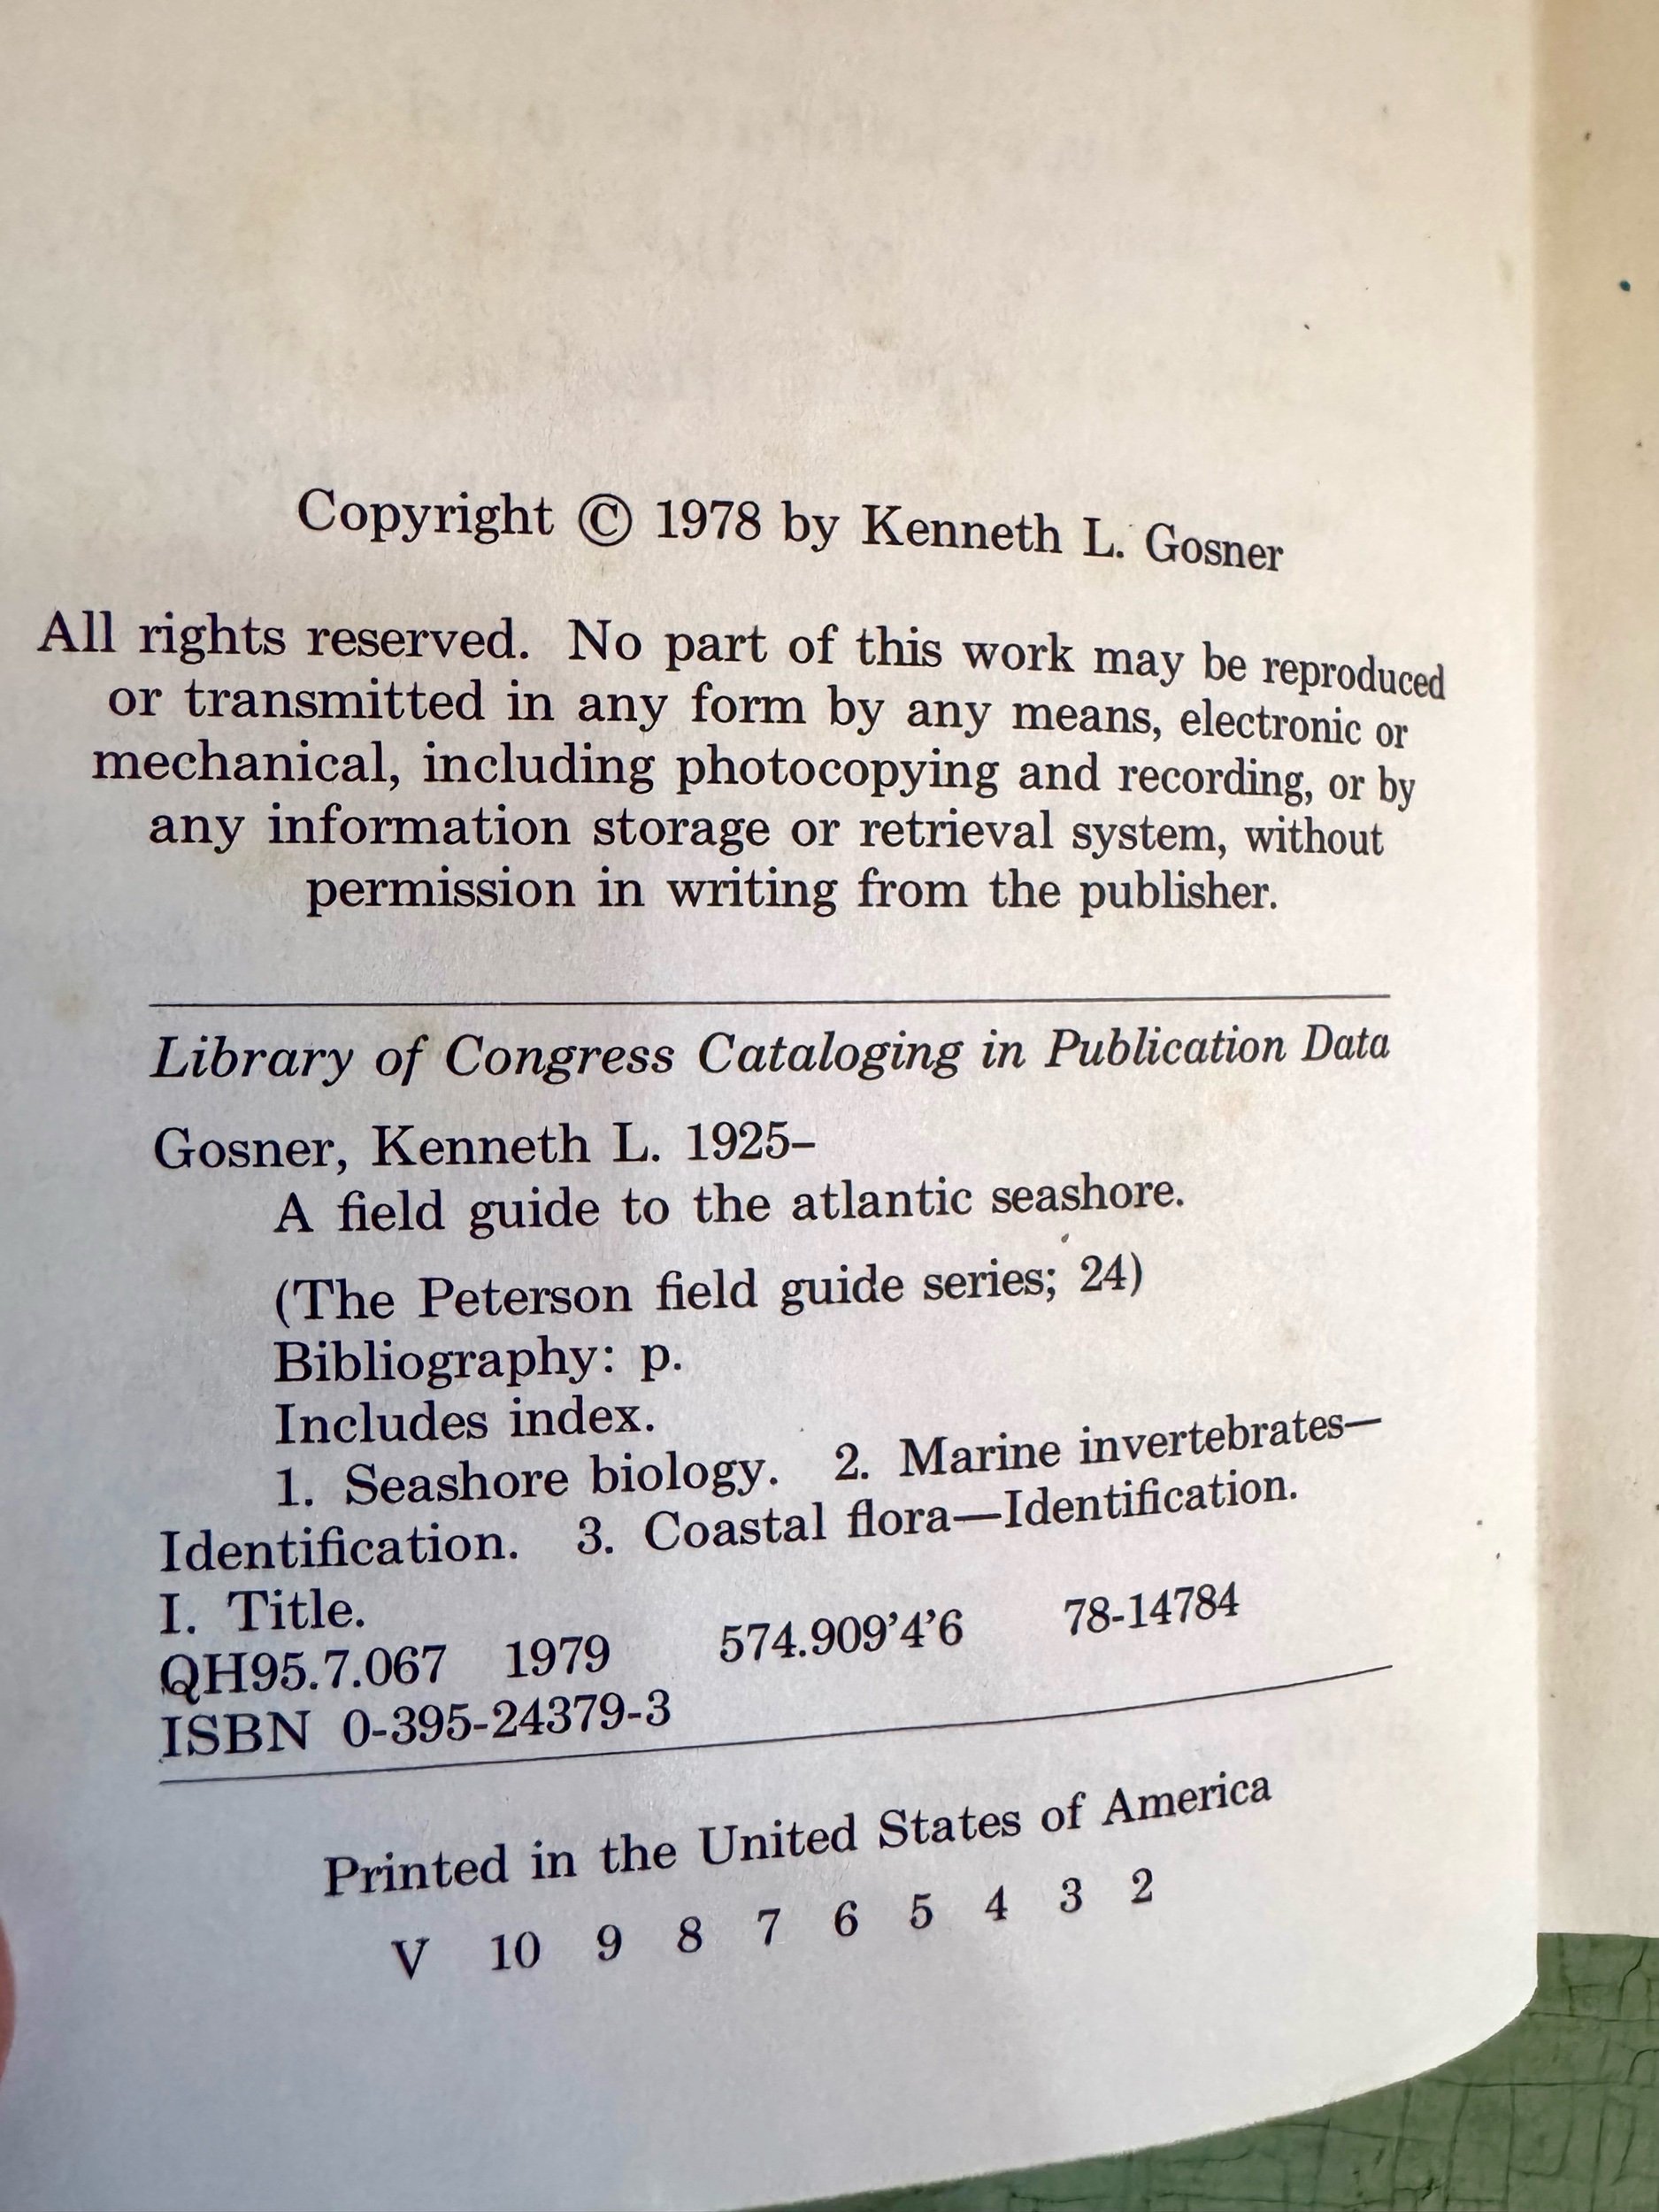 Copyright © 1978 by Kenneth L. Gosner
All rights reserved. No part of this work may be reproduced
or transmitted in any form by any means, electronic or
mechanical, including photocopying and recording, or by
any information storage or retrieval system, without
permission in writing from the publisher.
Library of Congress Cataloging in Publication Data
Gosner, Kenneth L. 1925–
A field guide to the atlantic seashore.
(The Peterson field guide series; 24)
Bibliography: p.
Includes index.
1. Seashore biology. 2. Marine invertebrates—
Identification. 3. Coastal flora—Identification.
I. Title.
QH95.7.067 1979 574.909’4’6 78-14784
ISBN 0-395-24379-3
Printed in the United States of America
V 10 9 8 7 6 5 4 3 2